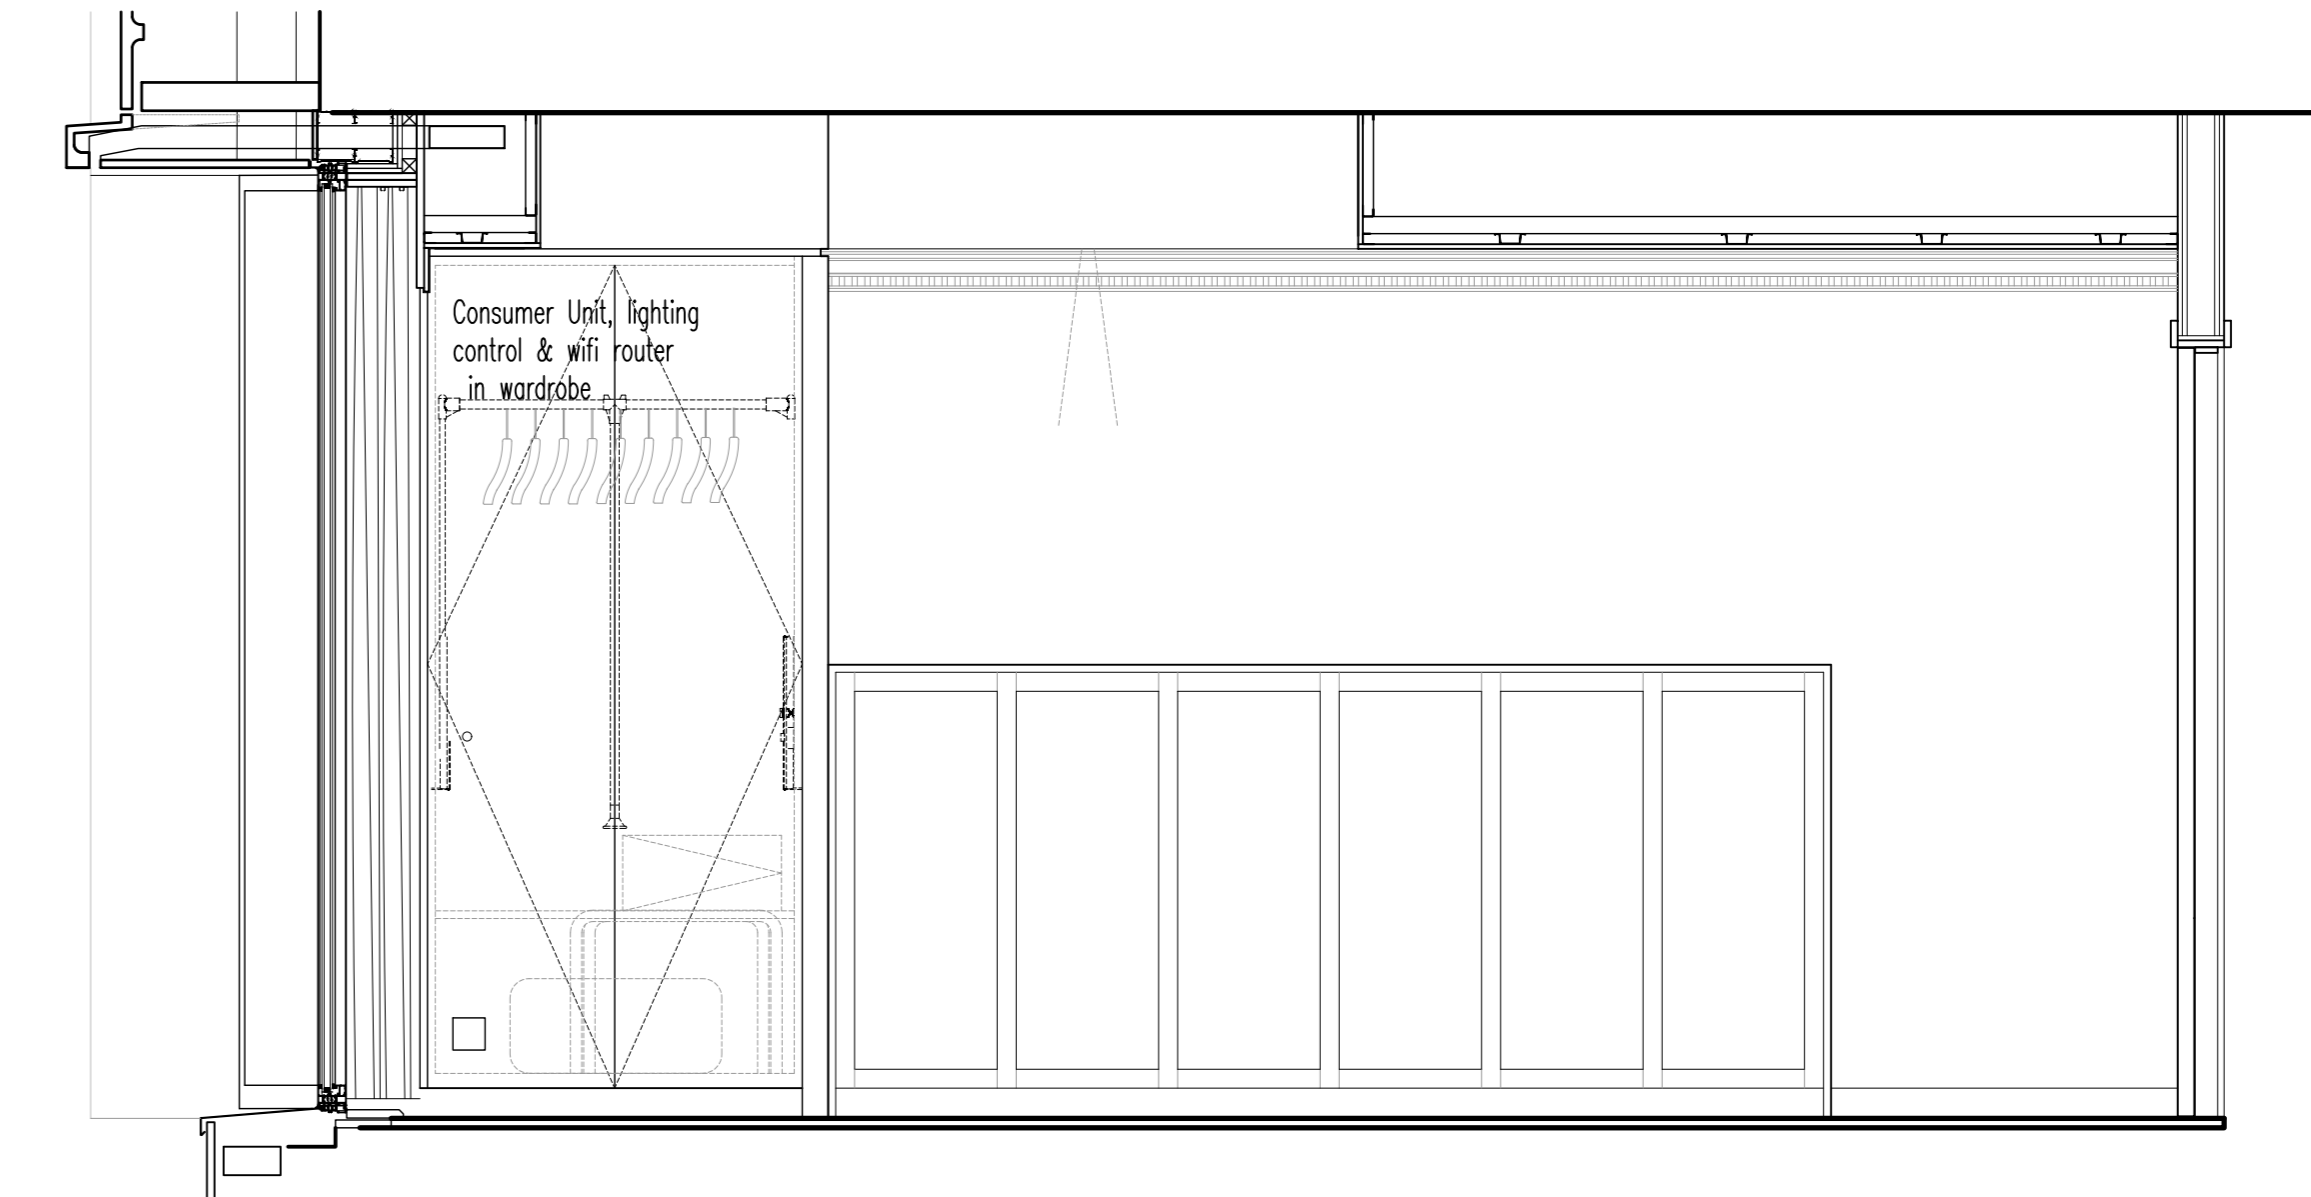 Consumer Unit, lighting
control & wifi router
in wardrobe